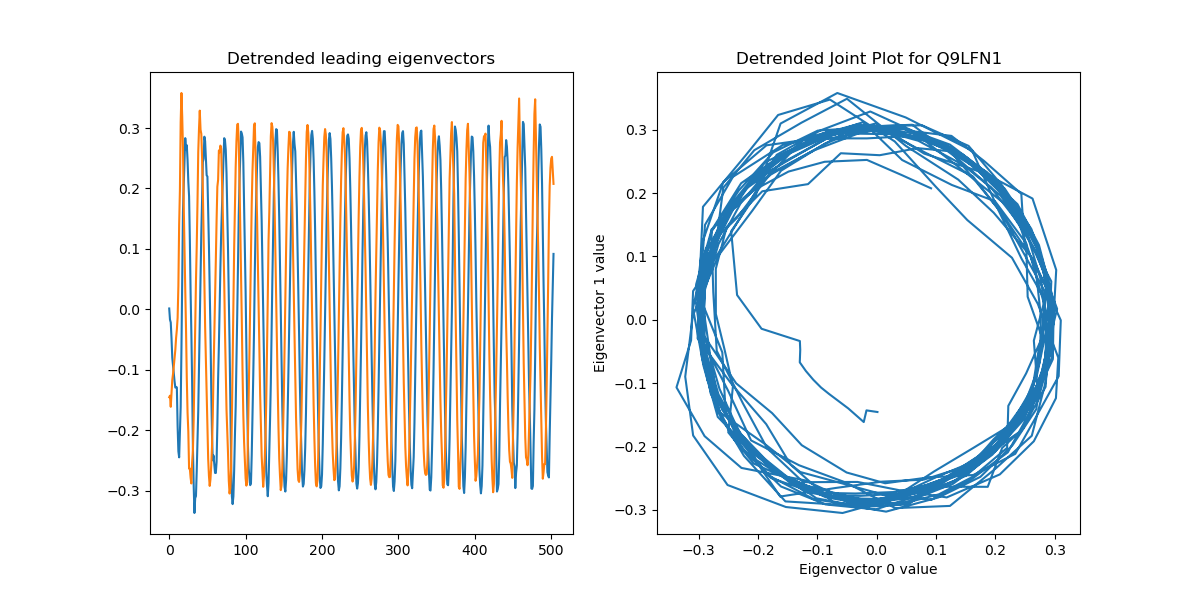 Detrended leading eigenvectors
0.3
0.2
0.1
0.0
−0.1
−0.2
−0.3
0 100 200 300 400 500
Detrended Joint Plot for Q9LFN1
Eigenvector 1 value
0.3
0.2
0.1
0.0
−0.1
−0.2
−0.3
−0.3 −0.2 −0.1 0.0 0.1 0.2 0.3
Eigenvector 0 value